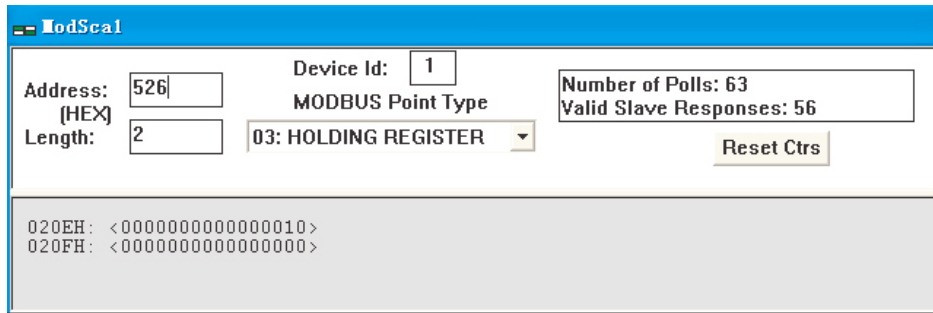 ModScal
Device Id: 1
Address: 526
(HEX)
MODBUS Point Type
Length: 2
03: HOLDING REGISTER
Number of Polls: 63
Valid Slave Responses: 56
Reset Ctrs
020EH: <0000000000000010>
020FH: <0000000000000000>